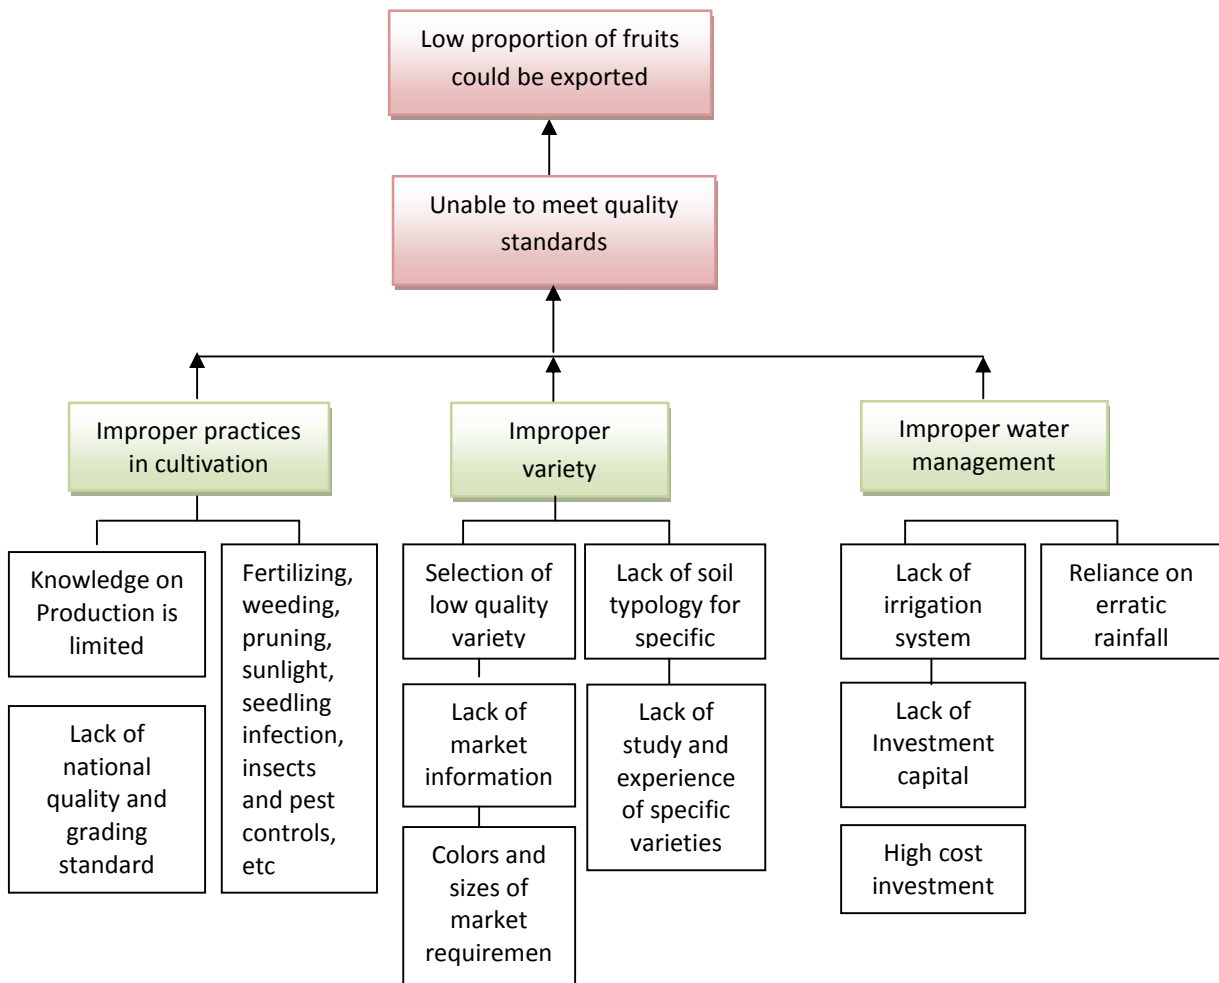 Low proportion of fruits
could be exported
Unable to meet quality
standards
Improper practices
in cultivation
Improper
variety
Improper water
management
Knowledge on
Production is
limited
Fertilizing,
weeding,
pruning,
sunlight,
seedling
infection,
insects
and pest
controls,
etc
Selection of
low quality
variety
Lack of soil
typology for
specific
Lack of
irrigation
system
Reliance on
erratic
rainfall
Lack of
national
quality and
grading
standard
Lack of
market
information
Lack of
study and
experience
of specific
varieties
Lack of
Investment
capital
Colors and
sizes of
market
requiremen
High cost
investment